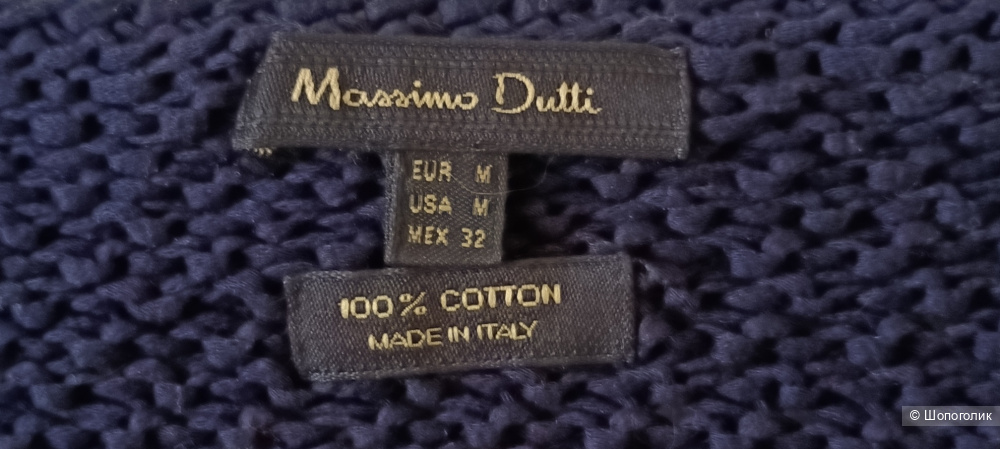 Massimo Dutti
EUR M
USA M
MEX 32
100% COTTON
MADE IN ITALY
© Шопоголик